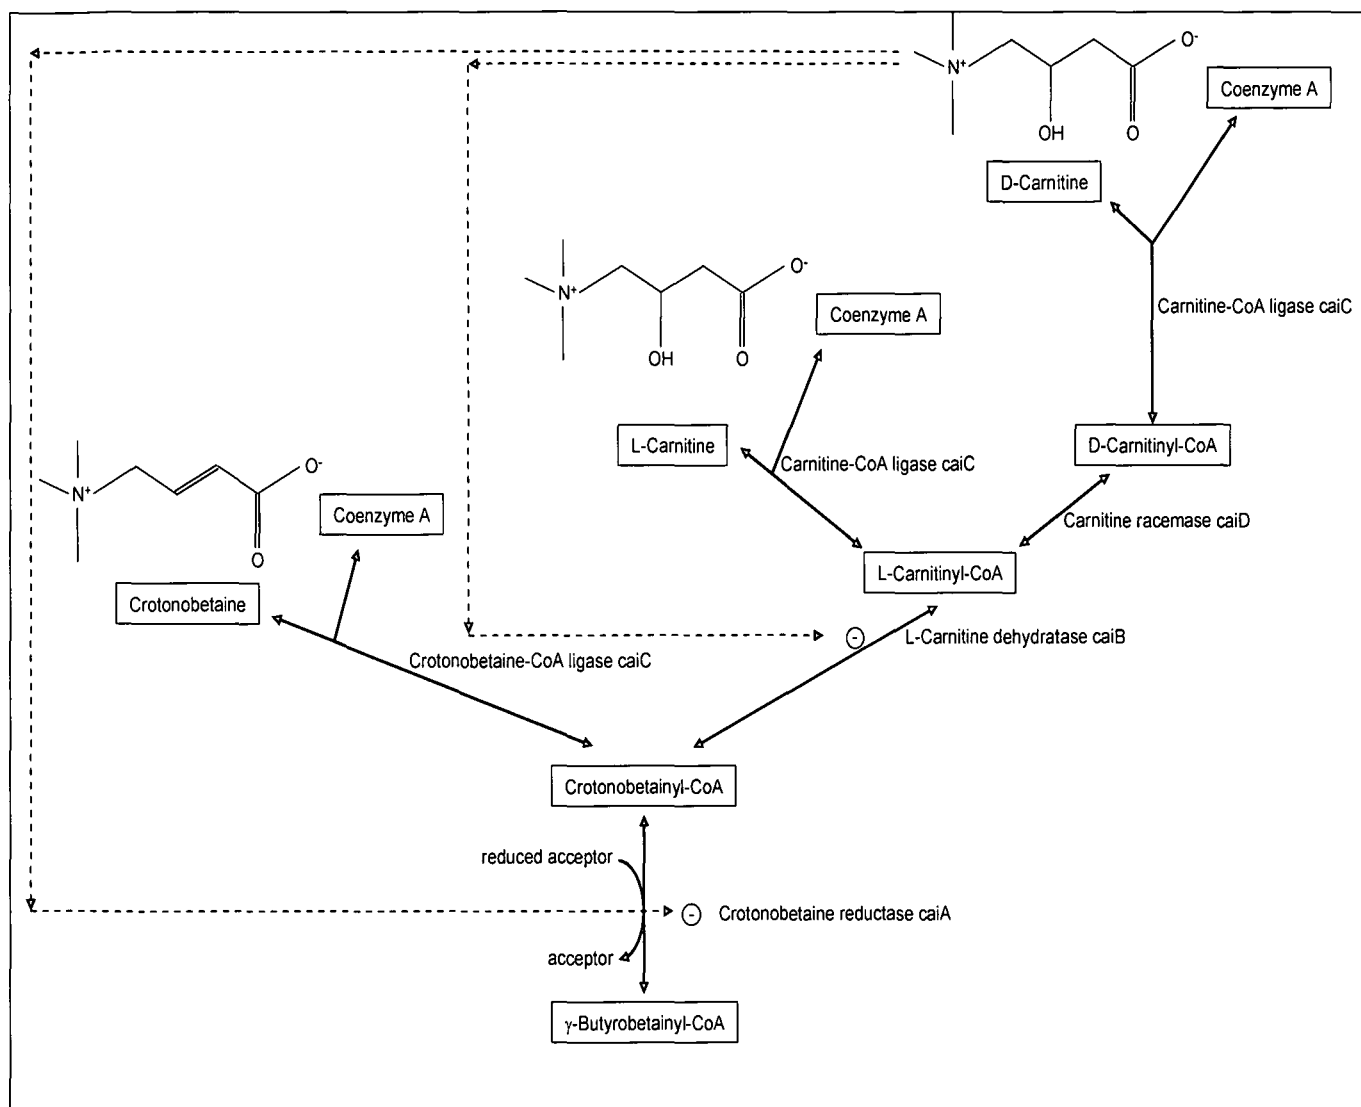 O-
N+
Coenzyme A
OH
O
D-Carnitine
O-
N+
Coenzyme A
Carnitine-CoA ligase caiC
OH
O
L-Carnitine
D-Carnitinyl-CoA
Carnitine-CoA ligase caiC
O-
N+
Coenzyme A
Carnitine racemase caiD
O
L-Carnitinyl-CoA
Crotonobetaine
-
L-Carnitine dehydratase caiB
Crotonobetaine-CoA ligase caiC
Crotonobetainyl-CoA
reduced acceptor
-
Crotonobetaine reductase caiA
acceptor
γ-Butyrobetainyl-CoA